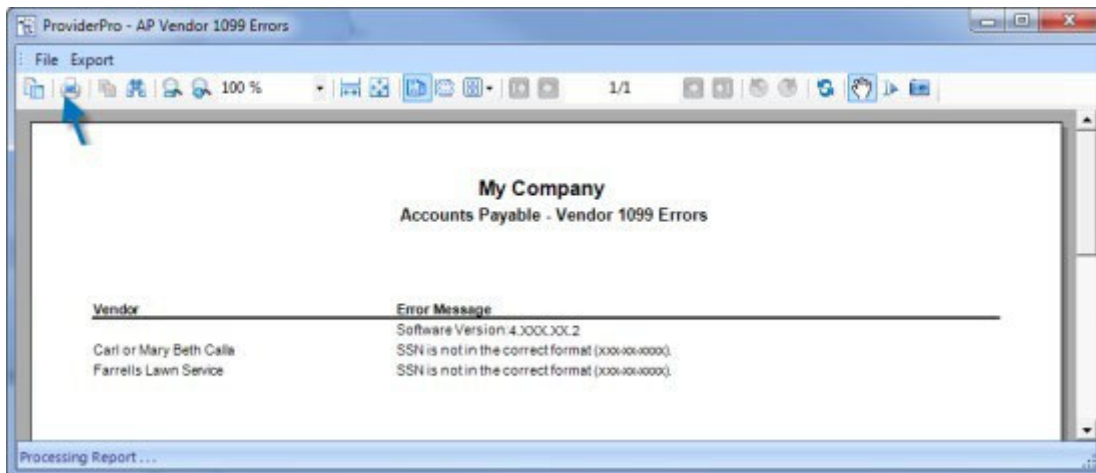 ProviderPro - AP Vendor 1099 Errors
File Export
100 %
1/1
My Company
Accounts Payable - Vendor 1099 Errors
Vendor Error Message
Software Version 4.XXX.XX.2
Carl or Mary Beth Calla SSN is not in the correct format (xxx-xx-xxxx).
Farrells Lawn Service SSN is not in the correct format (xxx-xx-xxxx).
Processing Report ...